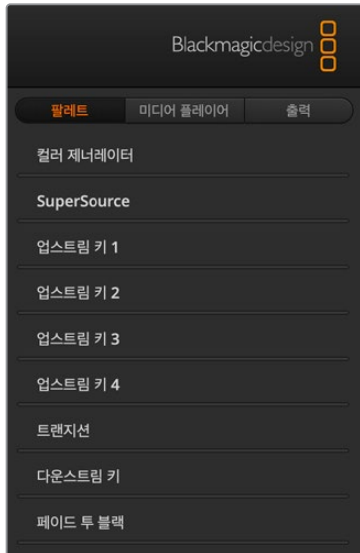 Blackmagicdesign
팔레트 미디어 플레이어 출력
컬러 제너레이터
SuperSource
업스트림 키 1
업스트림 키 2
업스트림 키 3
업스트림 키 4
트랜지션
다운스트림 키
페이드 투 블랙